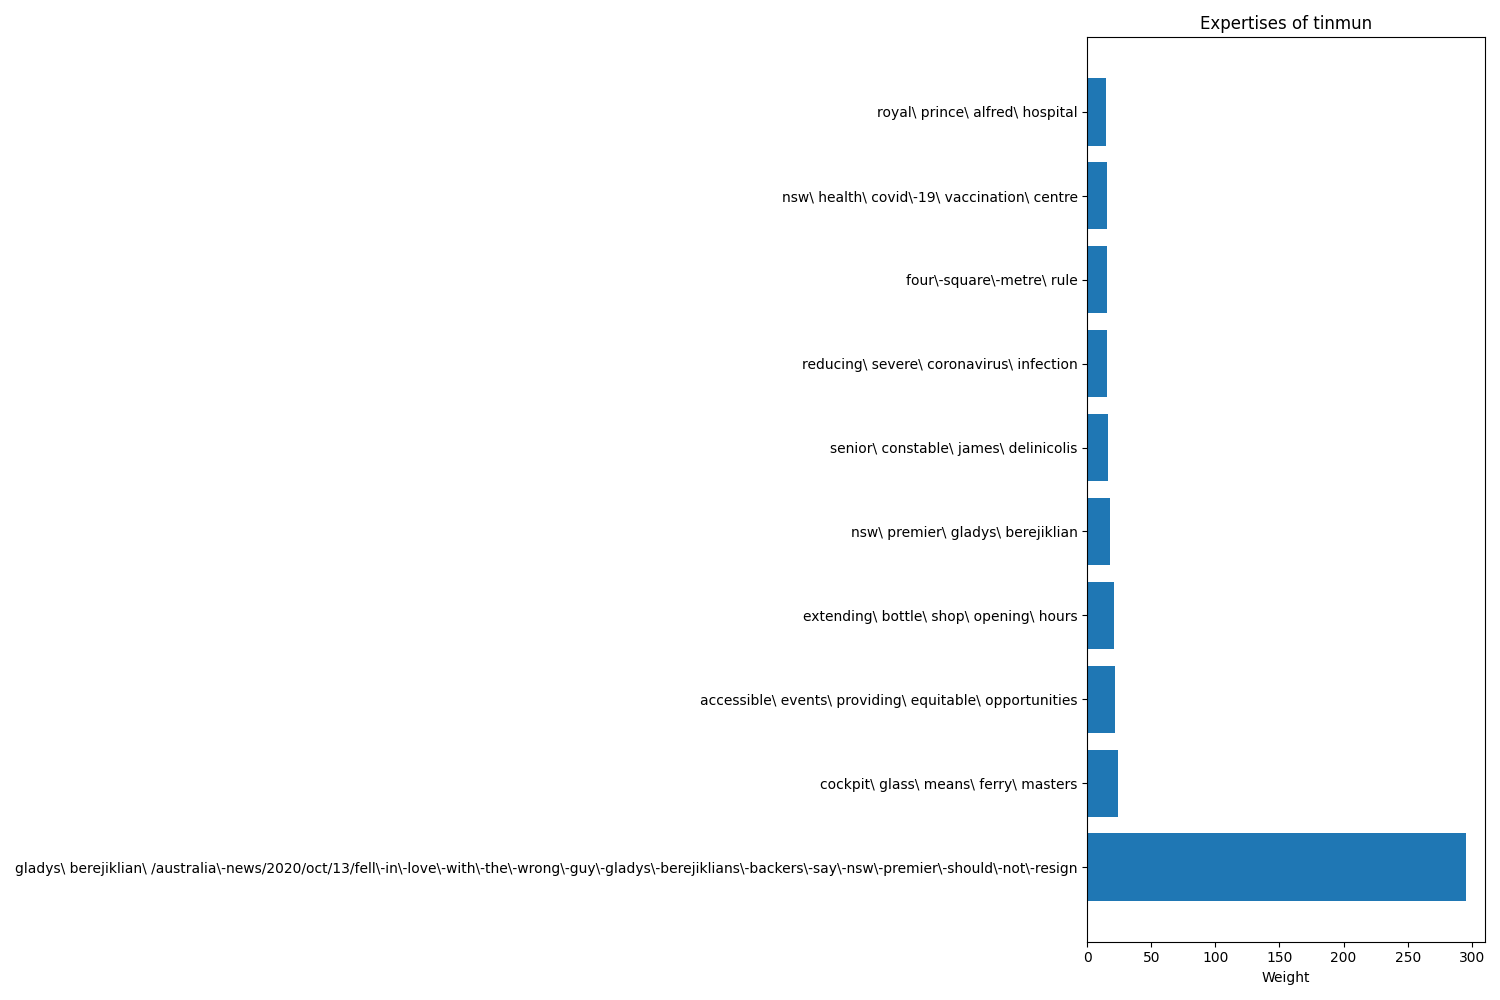 Expertises of tinmun
royal\ prince\ alfred\ hospital
nsw\ health\ covid\-19\ vaccination\ centre
four\-square\-metre\ rule
reducing\ severe\ coronavirus\ infection
senior\ constable\ james\ delinicolis
nsw\ premier\ gladys\ berejiklian
extending\ bottle\ shop\ opening\ hours
accessible\ events\ providing\ equitable\ opportunities
cockpit\ glass\ means\ ferry\ masters
gladys\ berejiklian\ /australia\-news/2020/oct/13/fell\-in\-love\-with\-the\-wrong\-guy\-gladys\-berejiklians\-backers\-say\-nsw\-premier\-should\-not\-resign
0 50 100 150 200 250 300
Weight